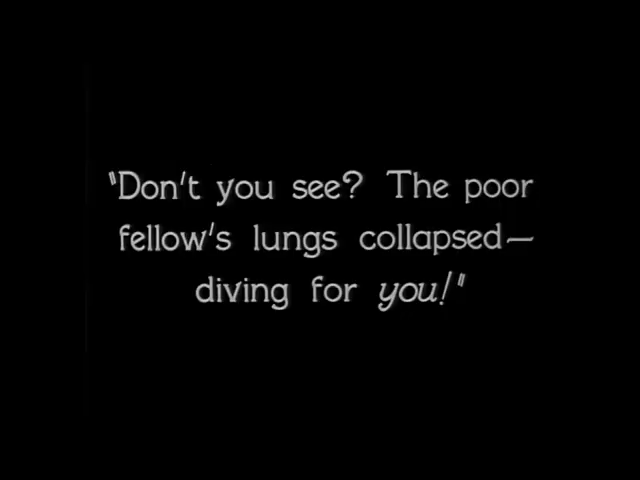 "Don't you see? The poor
fellow's lungs collapsed—
diving for you!"